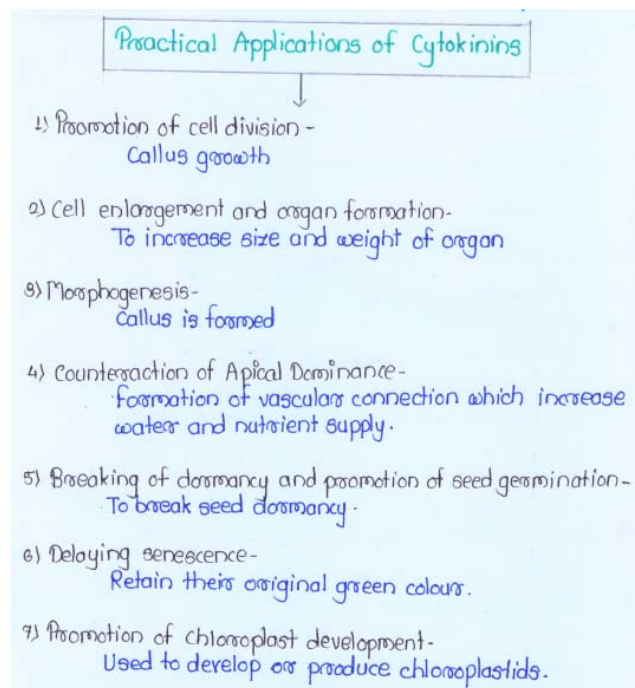 Practical Applications of Cytokinins
1) Promotion of cell division -
Callus growth
2) Cell enlargement and organ formation-
To increase size and weight of organ
3) Morphogenesis-
Callus is formed
4) Counteraction of Apical Dominance-
formation of vascular connection which increase
water and nutrient supply.
5) Breaking of dormancy and promotion of seed germination-
To break seed dormancy.
6) Delaying senescence-
Retain their original green colour.
7) Promotion of chloroplast development-
Used to develop or produce chloroplastids.